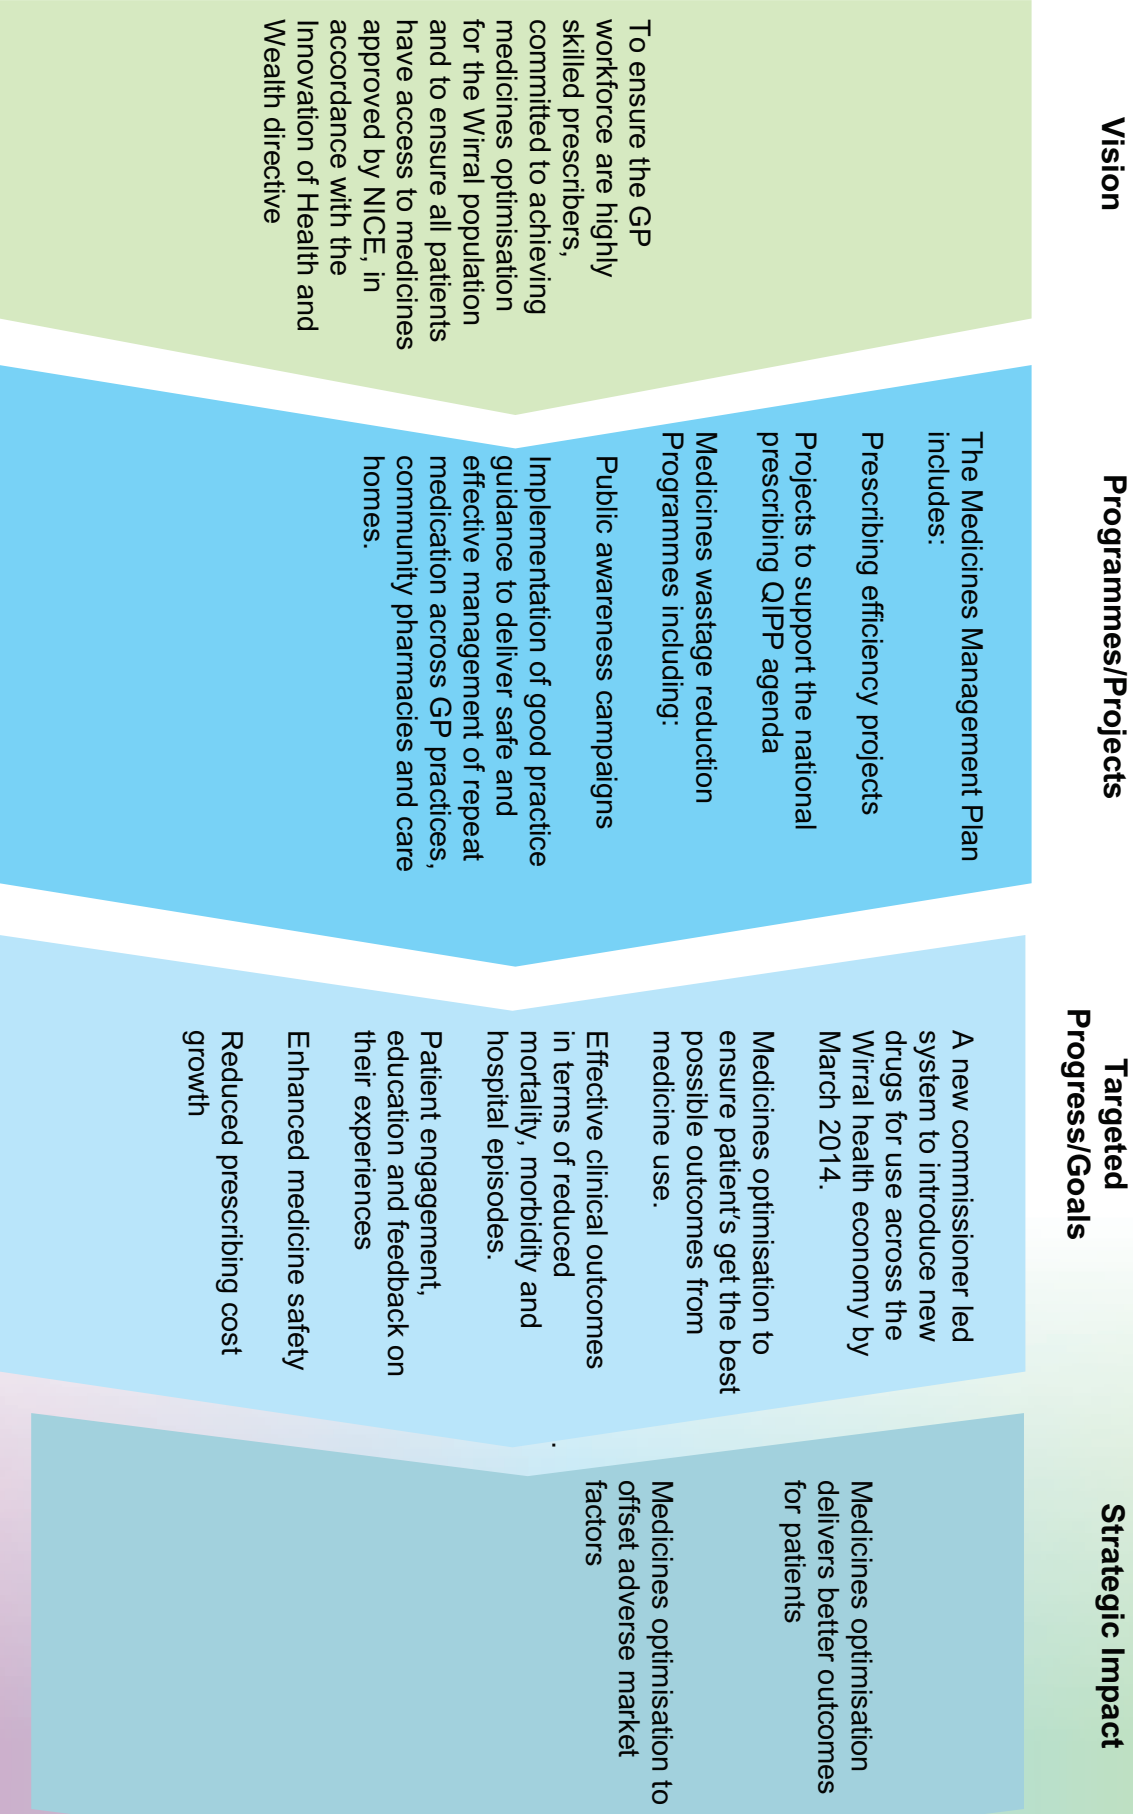 Vision
To ensure the GP
workforce are highly
skilled prescribers,
committed to achieving
medicines optimisation
for the Wirral population
and to ensure all patients
have access to medicines
approved by NICE, in
accordance with the
Innovation of Health and
Wealth directive
Programmes/Projects
The Medicines Management Plan
includes:
Prescribing efficiency projects
Projects to support the national
prescribing QIPP agenda
Medicines wastage reduction
Programmes including:
Public awareness campaigns
Implementation of good practice
guidance to deliver safe and
effective management of repeat
medication across GP practices,
community pharmacies and care
homes.
Targeted
Progress/Goals
A new commissioner led
system to introduce new
drugs for use across the
Wirral health economy by
March 2014.
Medicines optimisation to
ensure patient’s get the best
possible outcomes from
medicine use.
Effective clinical outcomes
in terms of reduced
mortality, morbidity and
hospital episodes.
Patient engagement,
education and feedback on
their experiences
Enhanced medicine safety
Reduced prescribing cost
growth
.
Strategic Impact
Medicines optimisation
delivers better outcomes
for patients
Medicines optimisation to
offset adverse market
factors